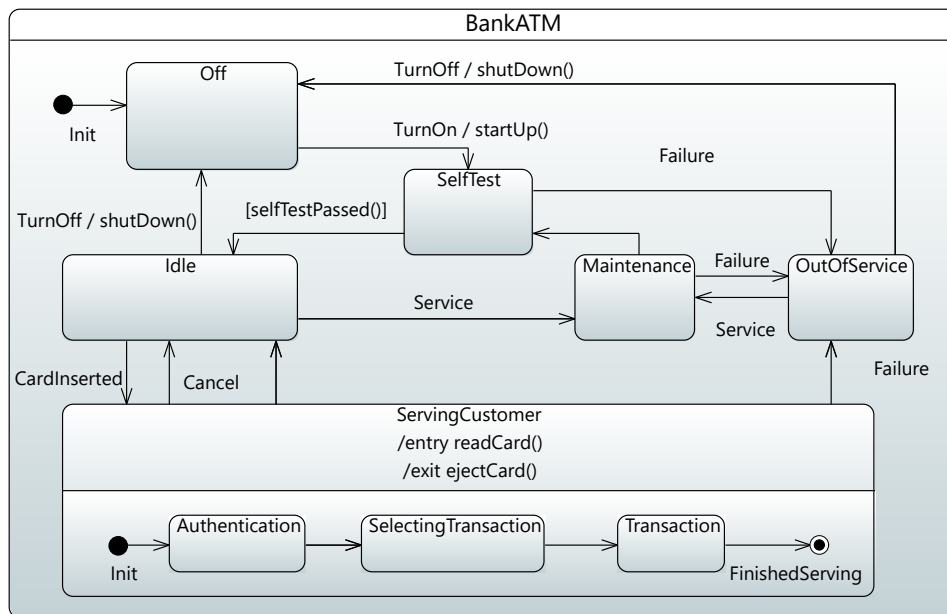 BankATM
Off
TurnOff / shutDown()
Init
TurnOn / startUp()
Failure
SelfTest
[selfTestPassed()]
TurnOff / shutDown()
Idle
Maintenance
Failure
OutOfService
Service
Service
CardInserted
Cancel
Failure
ServingCustomer
/entry readCard()
/exit ejectCard()
Authentication
SelectingTransaction
Transaction
Init
FinishedServing